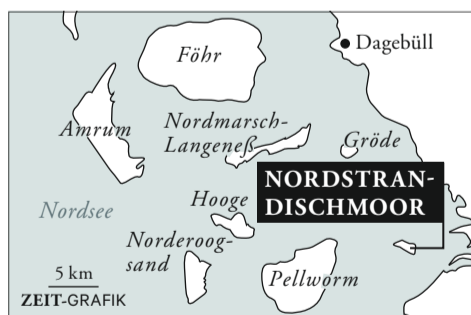 Föhr
Dagebüll
Amrum
Nordmarsch-
Langeneß
Gröde
NORDSTRAN-
DISCHMOOR
Nordsee
Hooge
Norderoog-
sand
Pellworm
5 km
ZEIT-GRAFIK